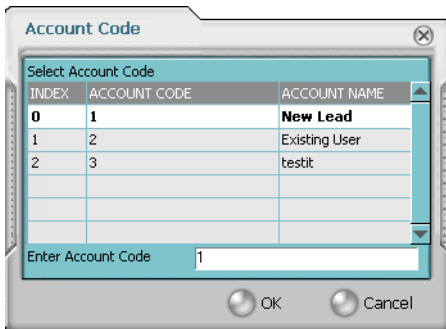 Account Code
Select Account Code
INDEX ACCOUNT CODE ACCOUNT NAME
0 1 New Lead
1 2 Existing User
2 3 testit
Enter Account Code 1
OK Cancel